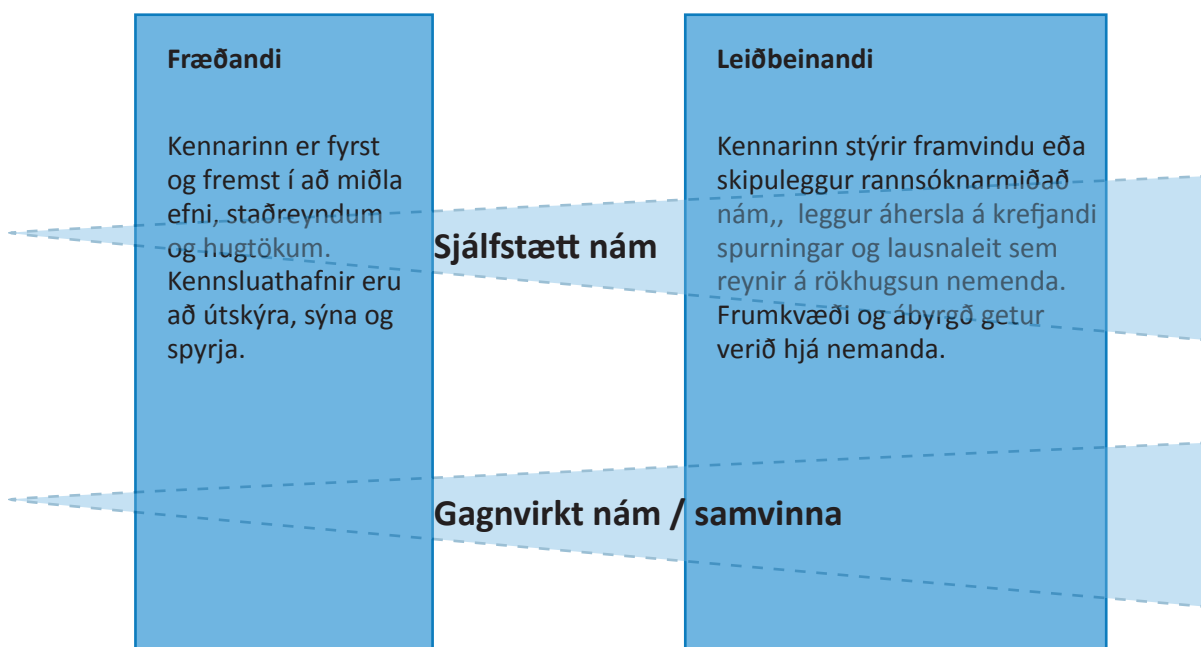 Fræðandi
Kennarinn er fyrst
og fremst í að miðla
efni, staðreyndum
og hugtökum.
Kennsluathafnir eru
að útskýra, sýna og
spyrja.
Leiðbeinandi
Kennarinn stýrir framvindu eða
skipuleggur rannsóknarmiðað
nám,,  leggur áhersla á krefjandi
spurningar og lausnaleit sem
reynir á rökhugsun nemenda.
Frumkvæði og ábyrgð getur
verið hjá nemanda.
Sjálfstætt nám
Gagnvirkt nám / samvinna